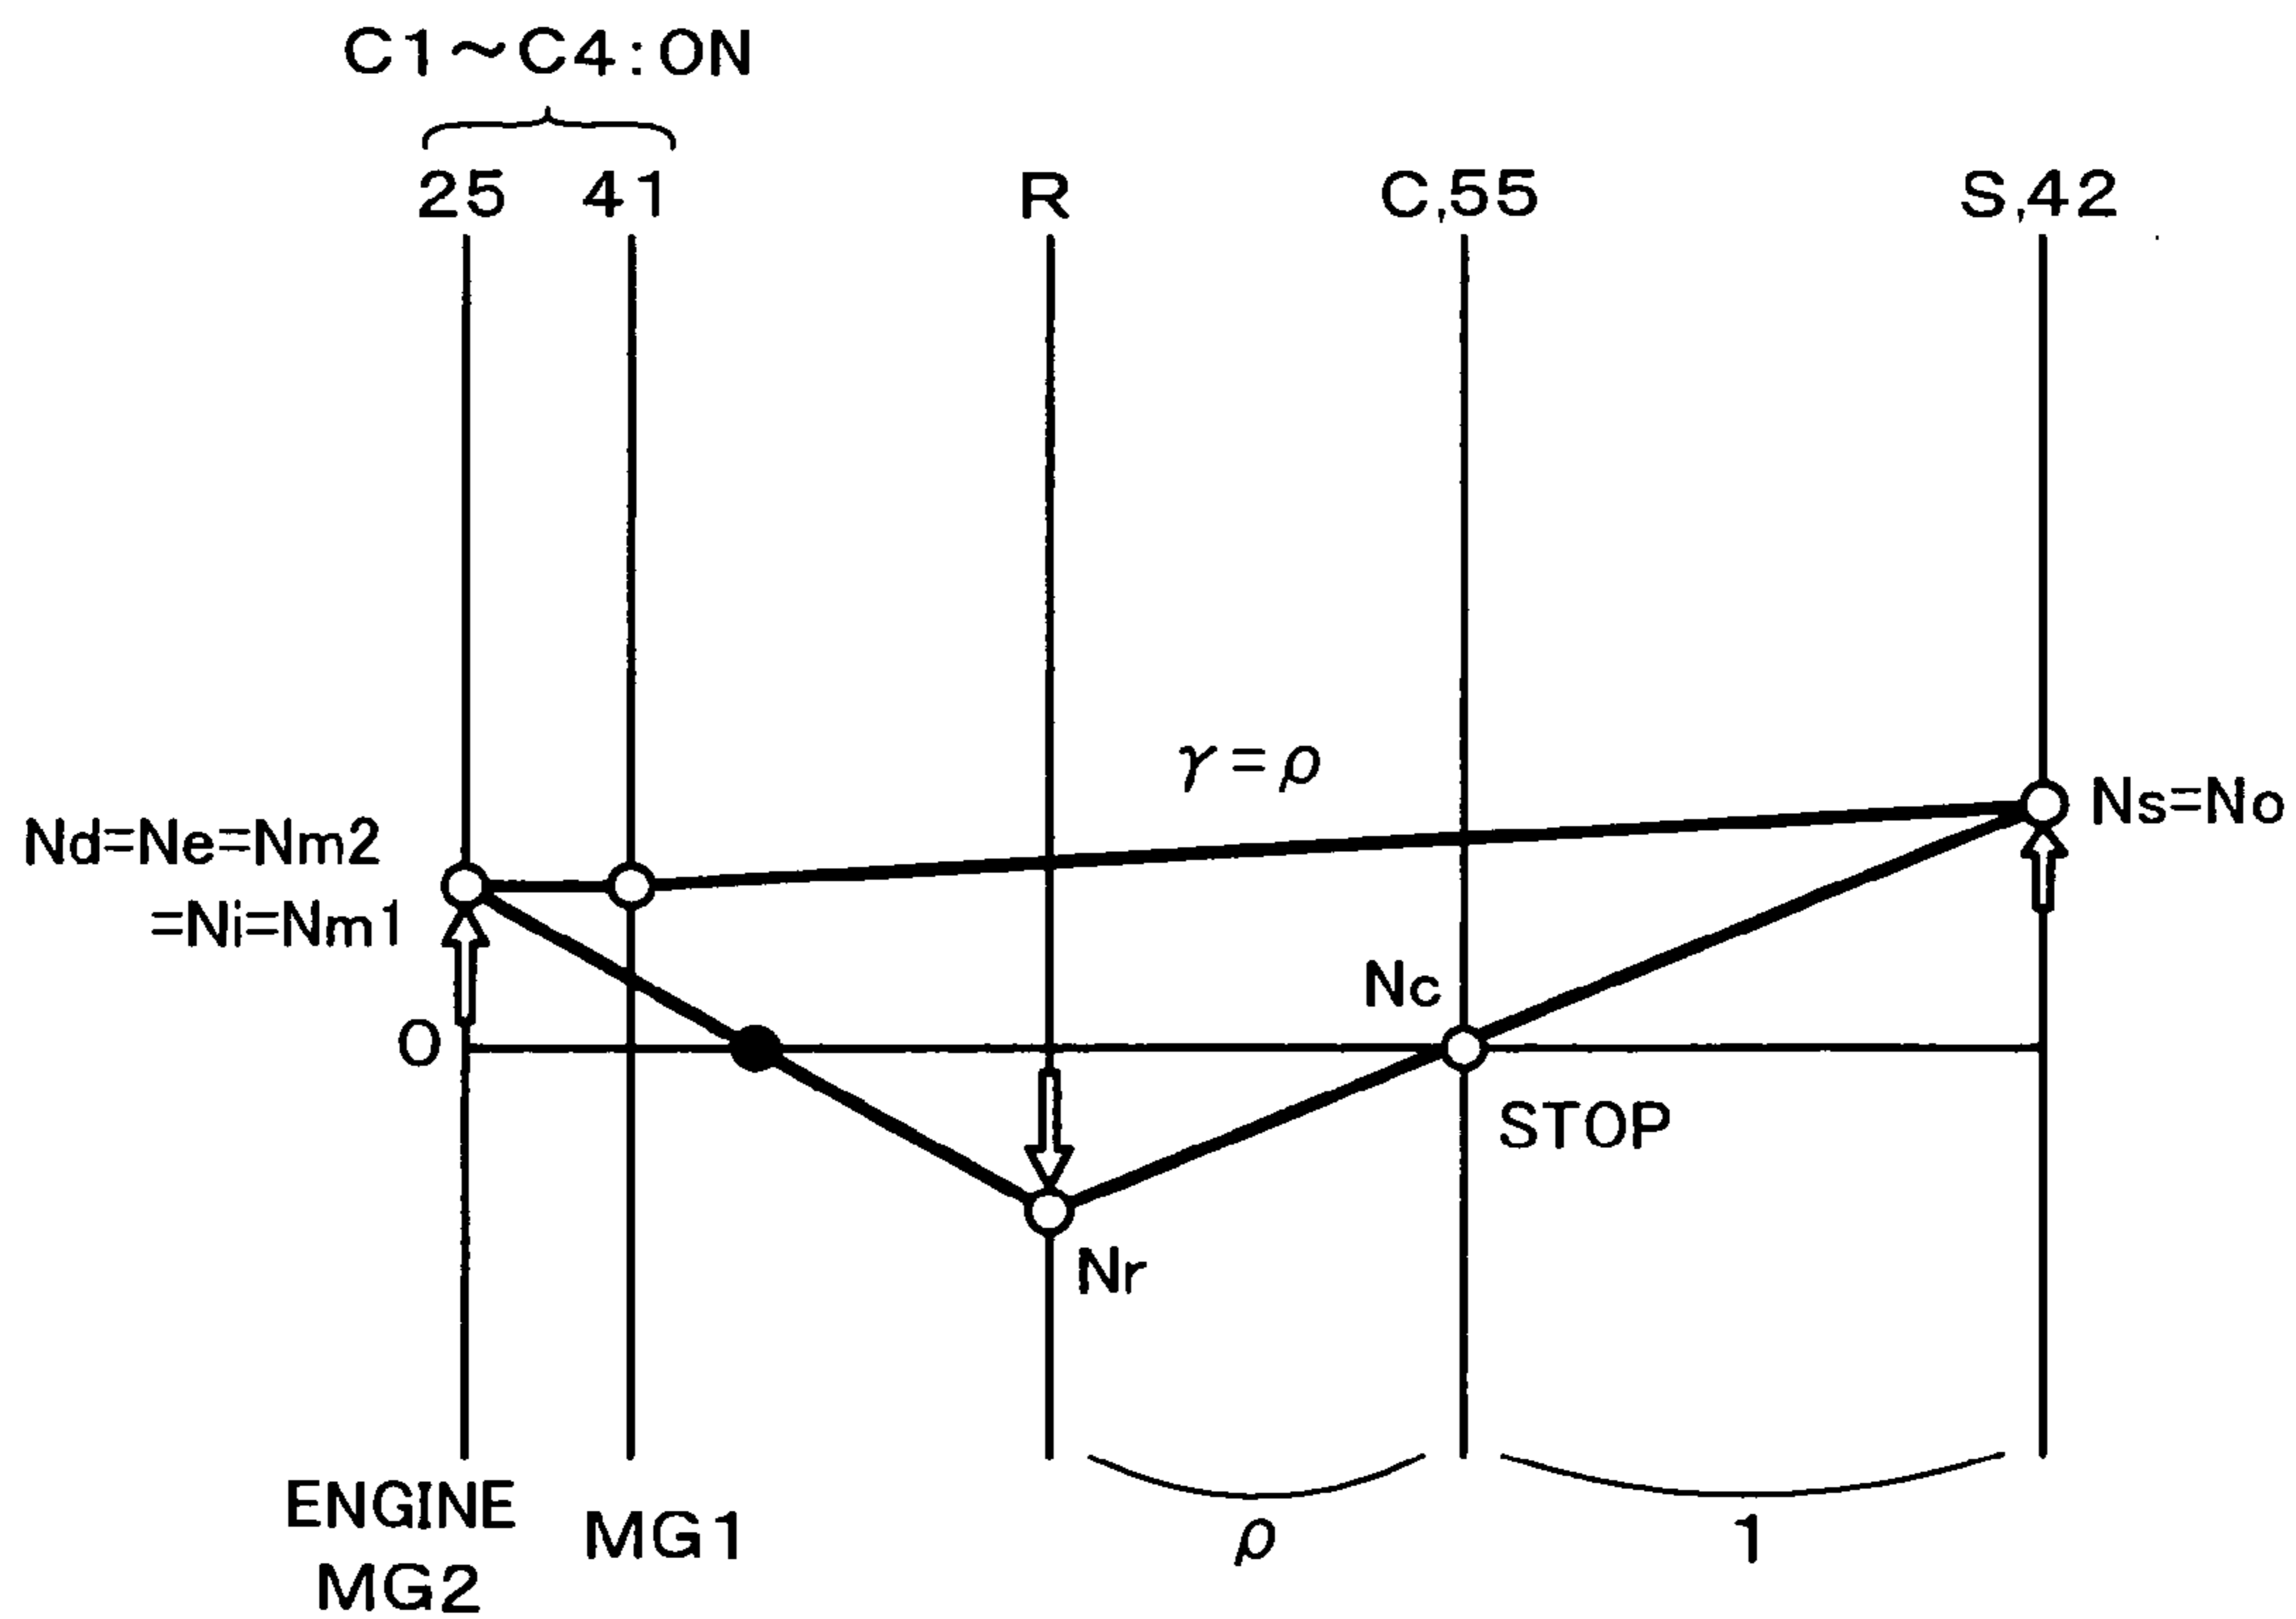 C1~C4:ON
25 41 R C,55 S,42
γ=ρ
Ns=No
Nd=Ne=Nm2
=Ni=Nm1
Nc
0
STOP
Nr
ENGINE
MG2
MG1
ρ
1